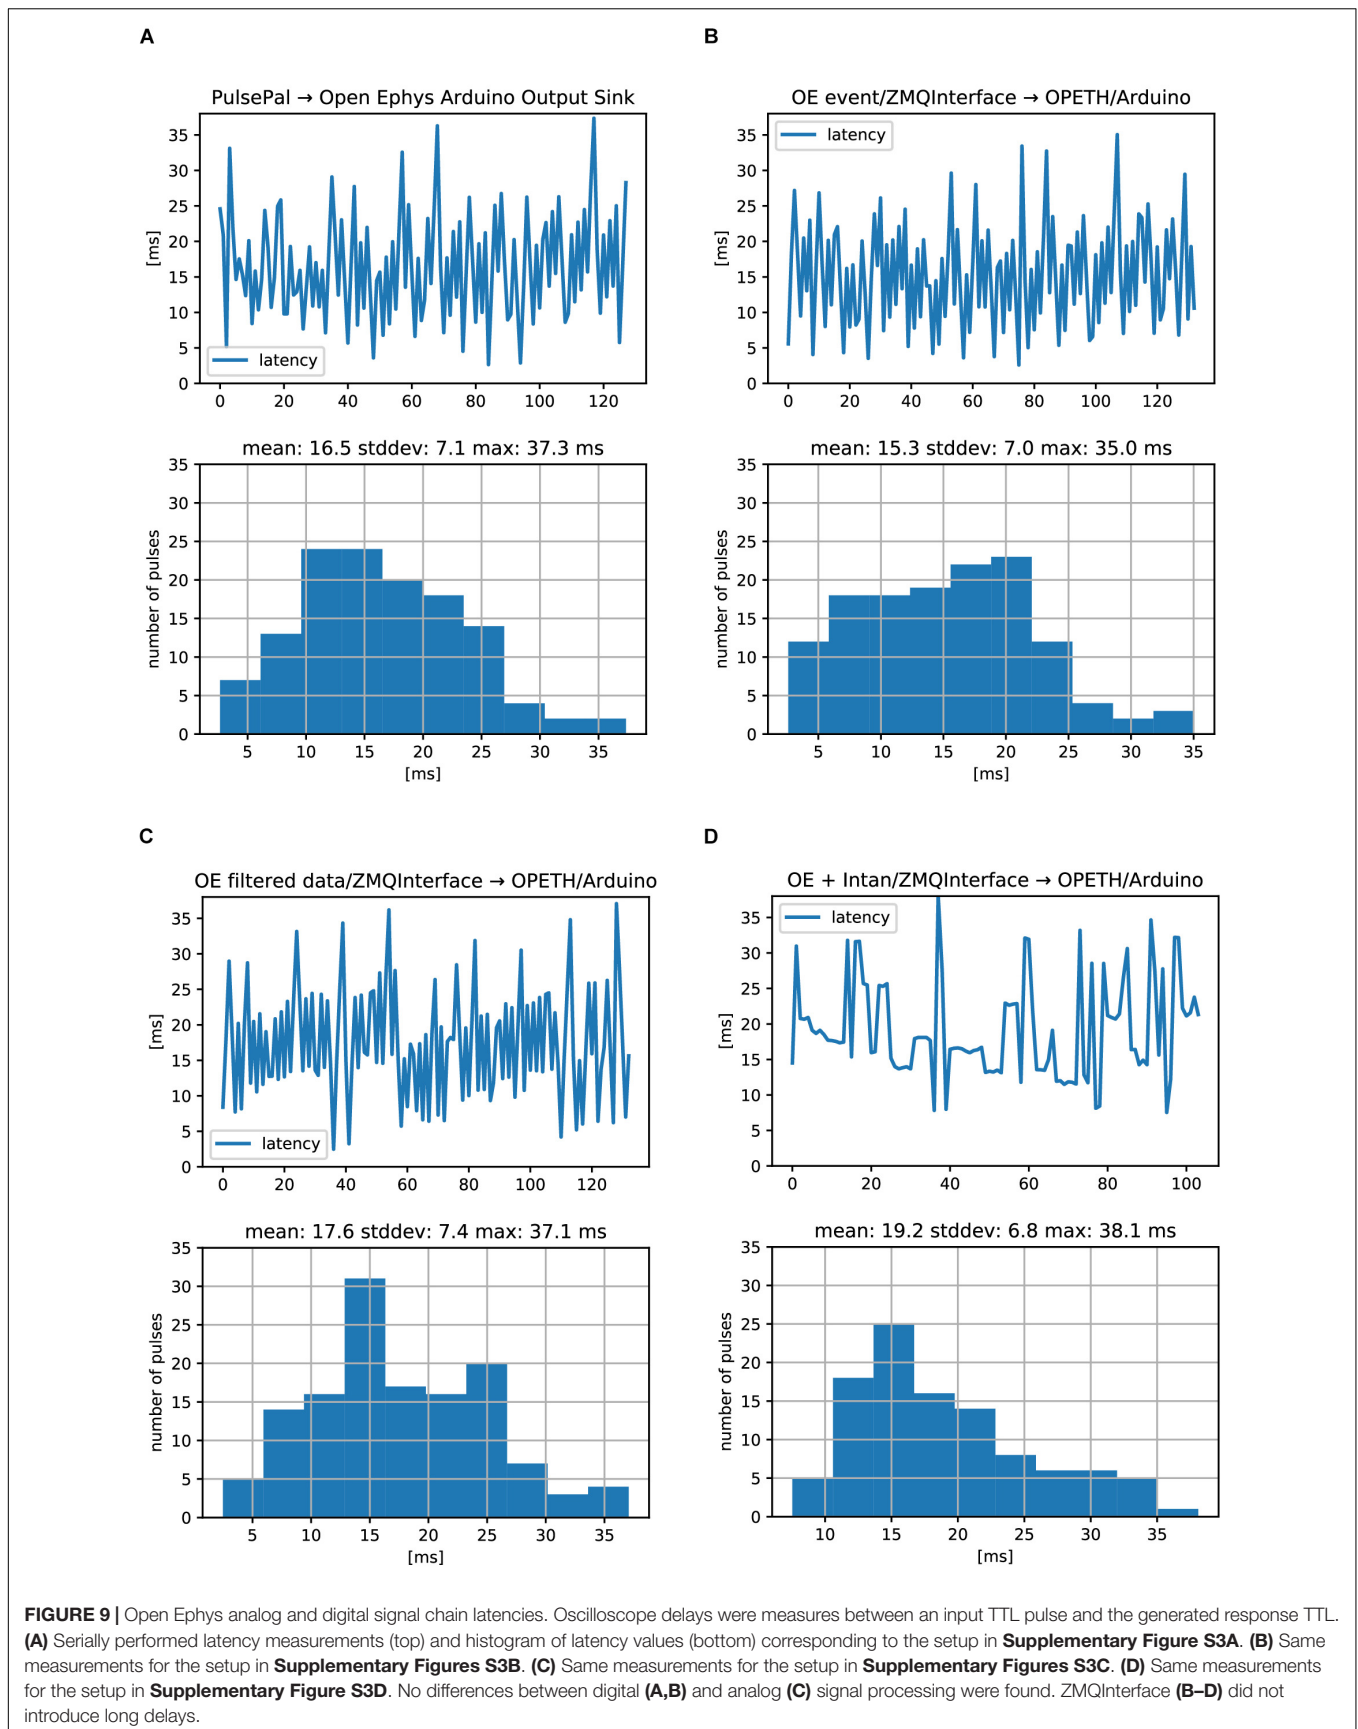 A
PulsePal → Open Ephys Arduino Output Sink
35
30
25
20
15
10
5
0
[ms]
latency
0 20 40 60 80 100 120
mean: 16.5 stddev: 7.1 max: 37.3 ms
35
30
25
20
15
10
5
0
number of pulses
5 10 15 20 25 30 35
[ms]
B
OE event/ZMQInterface → OPETH/Arduino
35
30
25
20
15
10
5
0
[ms]
latency
0 20 40 60 80 100 120
mean: 15.3 stddev: 7.0 max: 35.0 ms
35
30
25
20
15
10
5
0
number of pulses
5 10 15 20 25 30 35
[ms]
C
OE filtered data/ZMQInterface → OPETH/Arduino
35
30
25
20
15
10
5
0
[ms]
latency
0 20 40 60 80 100 120
mean: 17.6 stddev: 7.4 max: 37.1 ms
35
30
25
20
15
10
5
0
number of pulses
5 10 15 20 25 30 35
[ms]
D
OE + Intan/ZMQInterface → OPETH/Arduino
35
30
25
20
15
10
5
0
[ms]
latency
0 20 40 60 80 100
mean: 19.2 stddev: 6.8 max: 38.1 ms
35
30
25
20
15
10
5
0
number of pulses
10 15 20 25 30 35
[ms]
FIGURE 9 | Open Ephys analog and digital signal chain latencies. Oscilloscope delays were measures between an input TTL pulse and the generated response TTL.
(A) Serially performed latency measurements (top) and histogram of latency values (bottom) corresponding to the setup in Supplementary Figure S3A. (B) Same
measurements for the setup in Supplementary Figures S3B. (C) Same measurements for the setup in Supplementary Figures S3C. (D) Same measurements
for the setup in Supplementary Figure S3D. No differences between digital (A,B) and analog (C) signal processing were found. ZMQInterface (B–D) did not
introduce long delays.